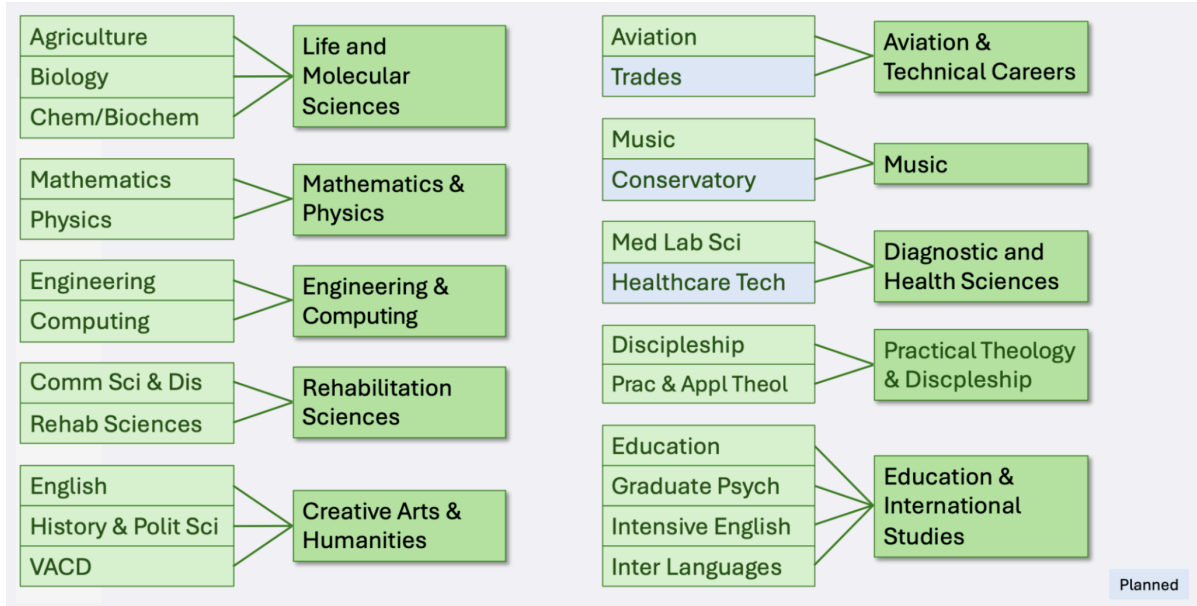 Agriculture
Biology
Chem/Biochem
Life and
Molecular
Sciences
Mathematics
Physics
Mathematics &
Physics
Engineering
Computing
Engineering &
Computing
Comm Sci & Dis
Rehab Sciences
Rehabilitation
Sciences
English
History & Polit Sci
VACD
Creative Arts &
Humanities
Aviation
Trades
Aviation &
Technical Careers
Music
Conservatory
Music
Med Lab Sci
Healthcare Tech
Diagnostic and
Health Sciences
Discipleship
Prac & Appl Theol
Practical Theology
& Discpleship
Education
Graduate Psych
Intensive English
Inter Languages
Education &
International
Studies
Planned